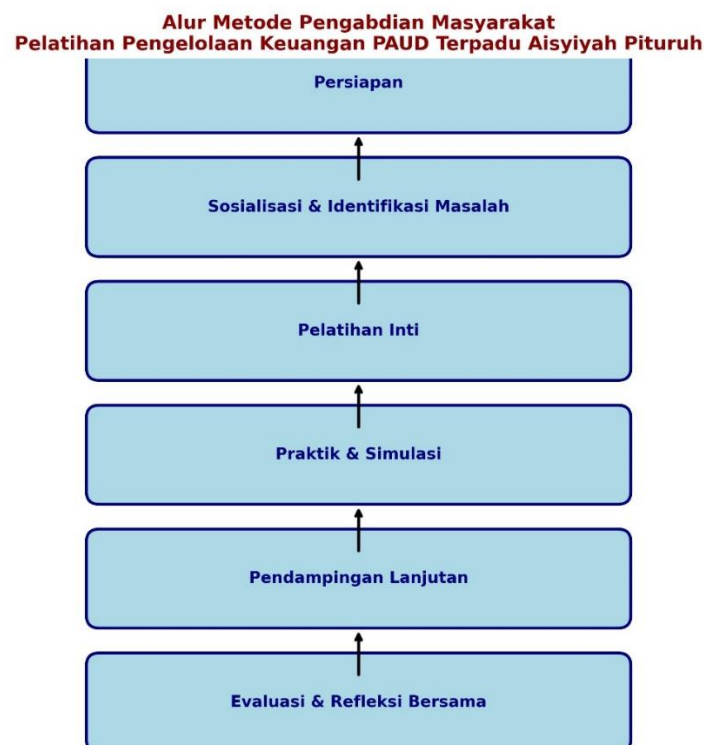 Alur Metode Pengabdian Masyarakat
Pelatihan Pengelolaan Keuangan PAUD Terpadu Aisyiyah Pituruh
Persiapan
Sosialisasi & Identifikasi Masalah
Pelatihan Inti
Praktik & Simulasi
Pendampingan Lanjutan
Evaluasi & Refleksi Bersama